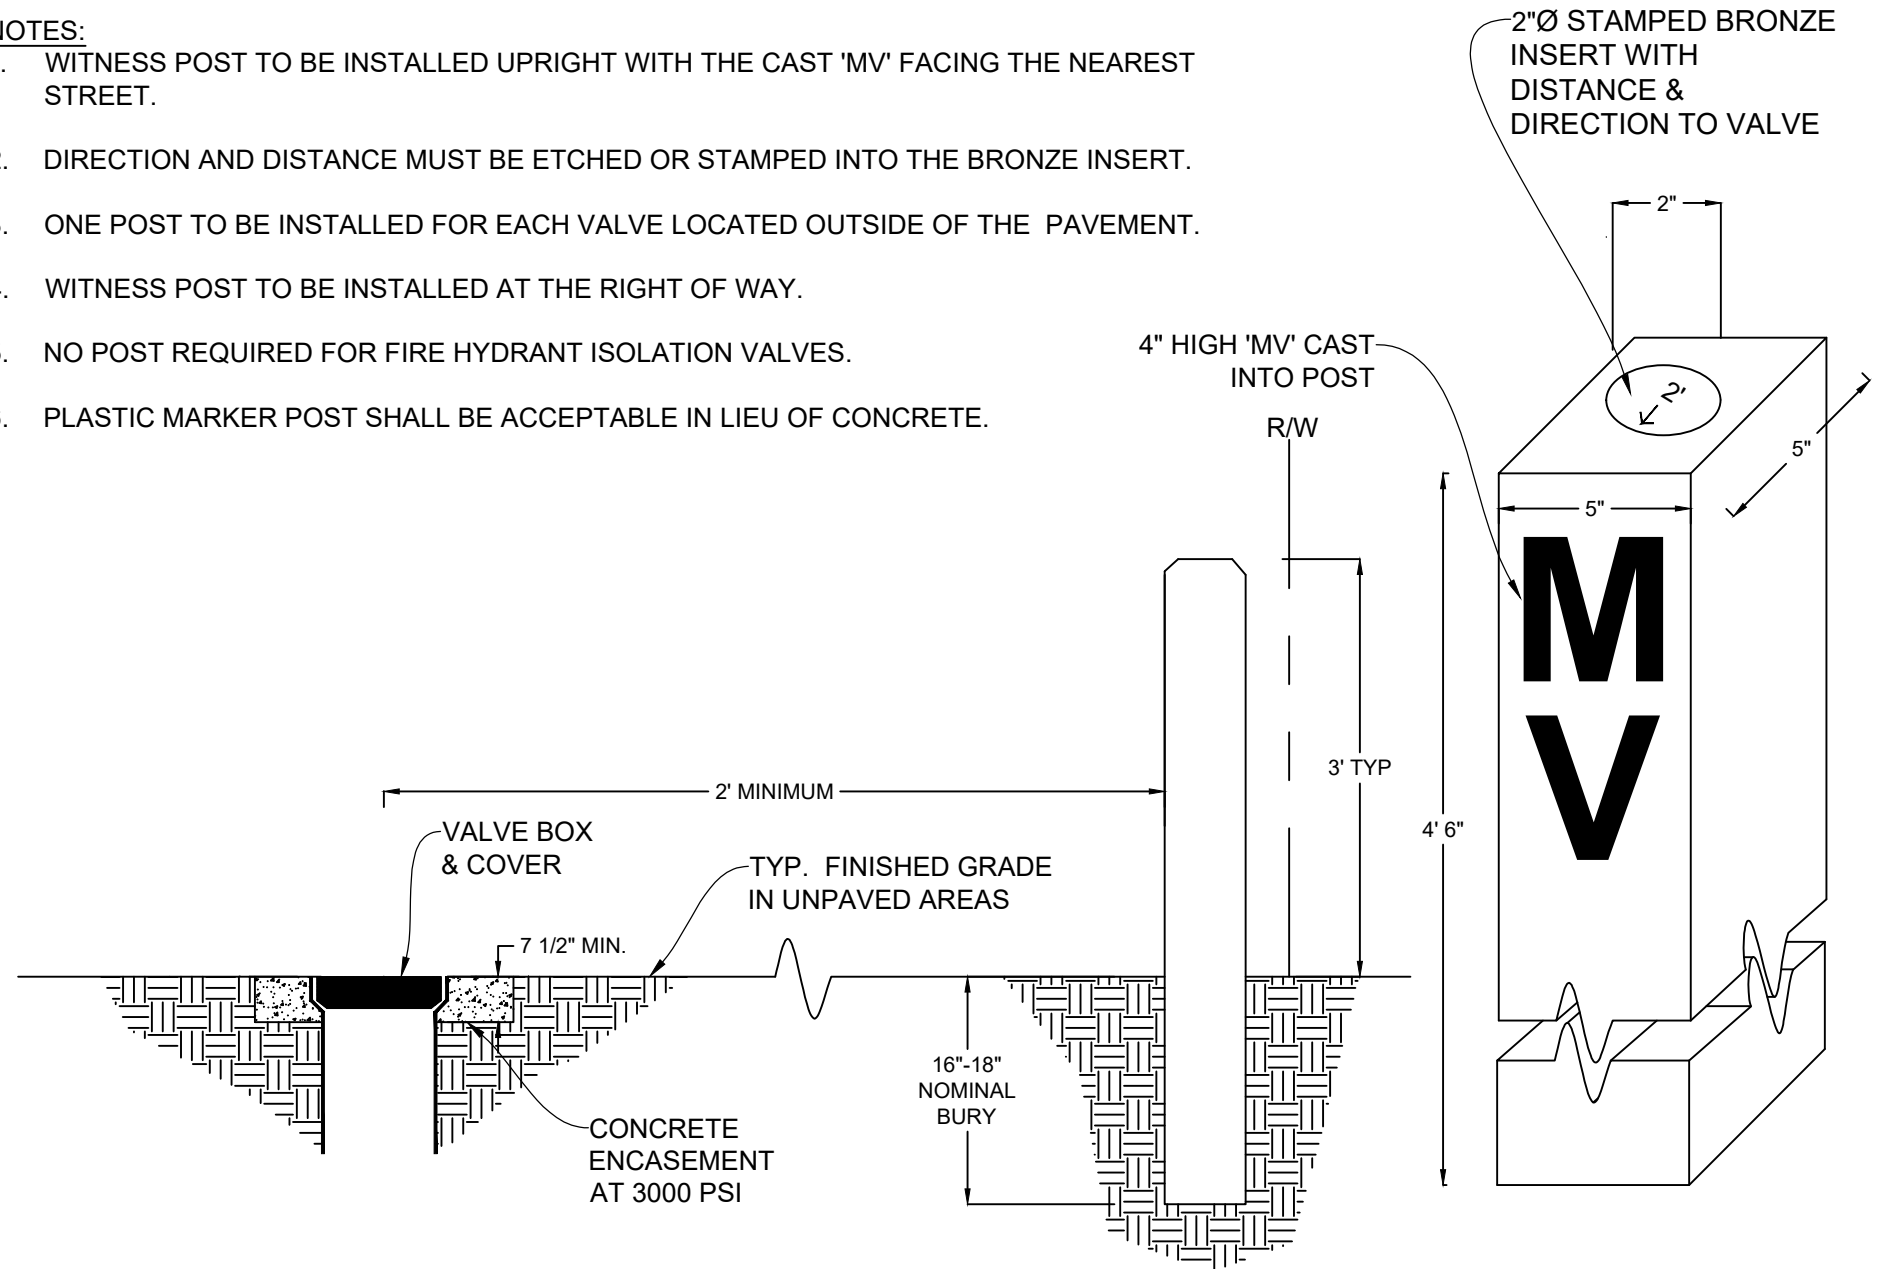 NOTES:
. WITNESS POST TO BE INSTALLED UPRIGHT WITH THE CAST 'MV' FACING THE NEAREST
STREET.
. DIRECTION AND DISTANCE MUST BE ETCHED OR STAMPED INTO THE BRONZE INSERT.
. ONE POST TO BE INSTALLED FOR EACH VALVE LOCATED OUTSIDE OF THE PAVEMENT.
. WITNESS POST TO BE INSTALLED AT THE RIGHT OF WAY.
. NO POST REQUIRED FOR FIRE HYDRANT ISOLATION VALVES.
. PLASTIC MARKER POST SHALL BE ACCEPTABLE IN LIEU OF CONCRETE.
2"Ø STAMPED BRONZE
INSERT WITH
DISTANCE &
DIRECTION TO VALVE
2"
4" HIGH 'MV' CAST
INTO POST
2'
5"
R/W
5"
M
V
3' TYP
4' 6"
2' MINIMUM
VALVE BOX
& COVER
TYP. FINISHED GRADE
IN UNPAVED AREAS
7 1/2" MIN.
16"-18"
NOMINAL
BURY
CONCRETE
ENCASEMENT
AT 3000 PSI